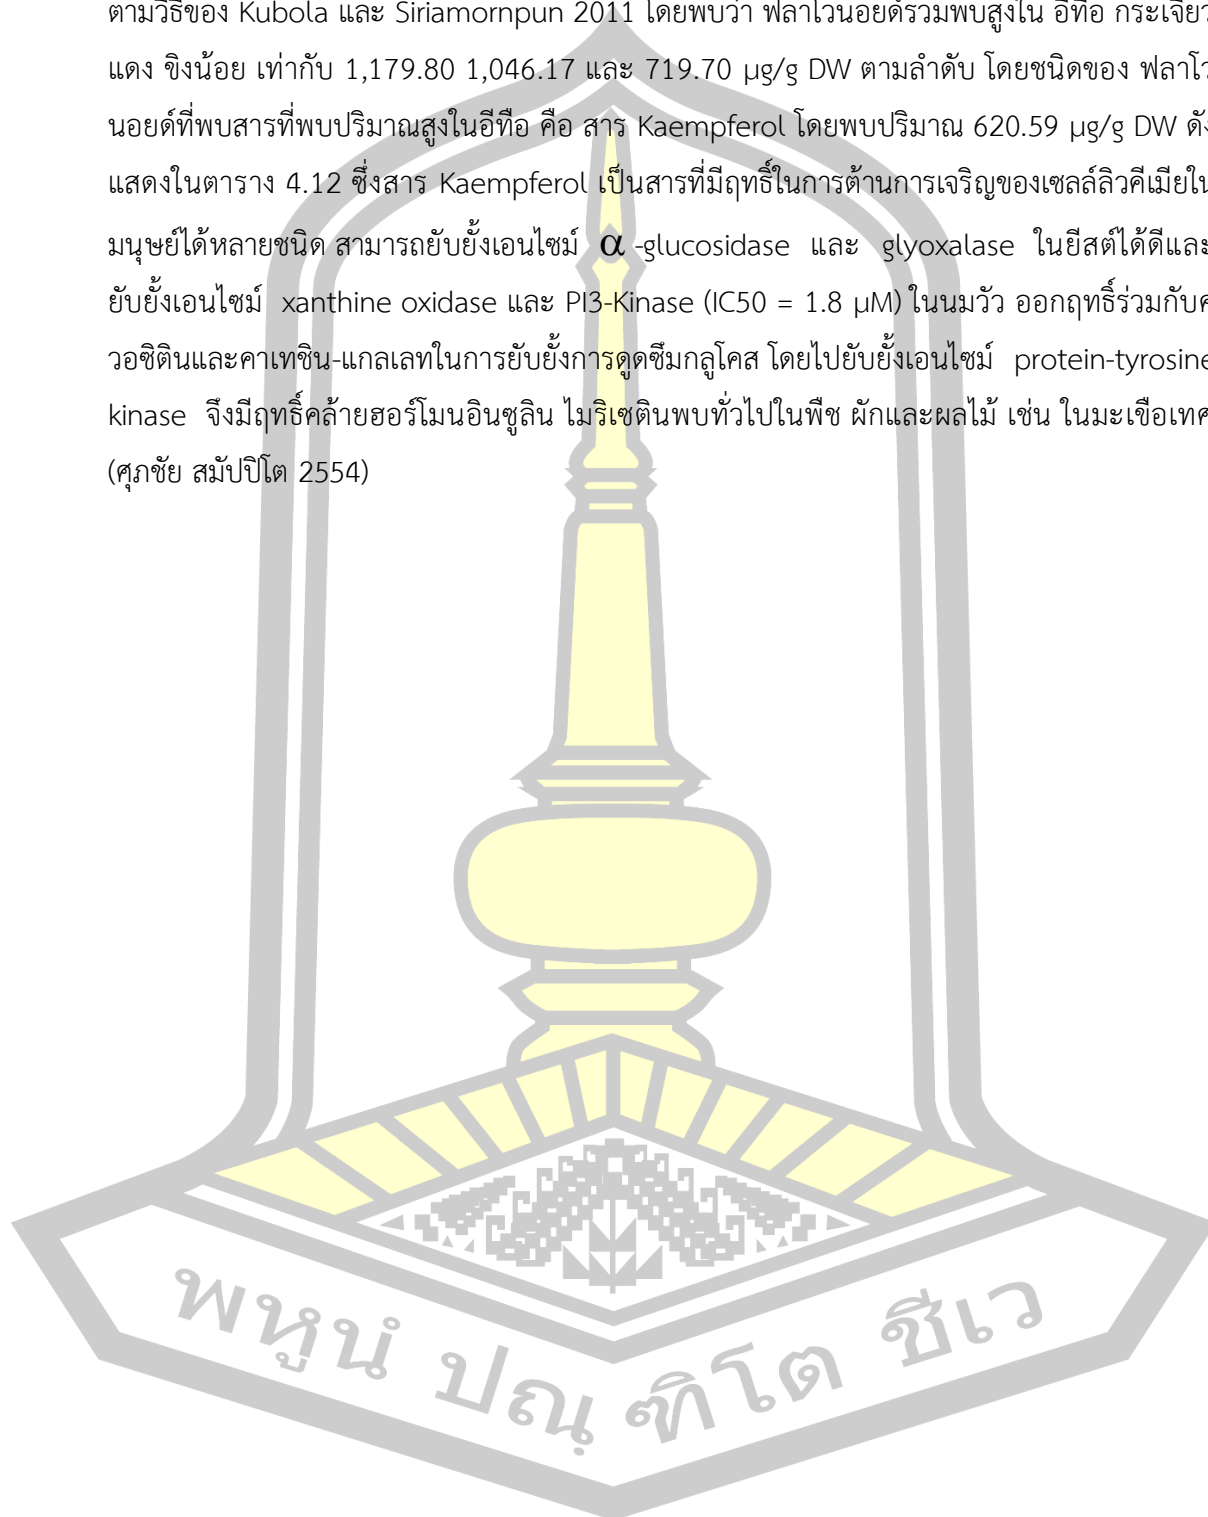 ตามวิธีของ Kubola และ Siriamornpun 2011 โดยพบว่า ฟลาโวนอยด์รวมพบสูงใน อีทือ กระเจียว
แดง ขิงน้อย เท่ากับ 1,179.80 1,046.17 และ 719.70 µg/g DW ตามลำดับ โดยชนิดของ ฟลาโว
นอยด์ที่พบสารที่พบปริมาณสูงในอีทือ คือ สาร Kaempferol โดยพบปริมาณ 620.59 µg/g DW ดัง
แสดงในตาราง 4.12 ซึ่งสาร Kaempferol เป็นสารที่มีฤทธิ์ในการต้านการเจริญของเซลล์ลิวคีเมียใน
มนุษย์ได้หลายชนิด สามารถยับยั้งเอนไซม์ α -glucosidase และ glyoxalase ในยีสต์ได้ดีและ
ยับยั้งเอนไซม์ xanthine oxidase และ PI3-Kinase (IC50 = 1.8 µM) ในนมวัว ออกฤทธิ์ร่วมกับค
วอซิตินและคาเทชิน-แกลเลทในการยับยั้งการดูดซึมกลูโคส โดยไปยับยั้งเอนไซม์ protein-tyrosine
kinase จึงมีฤทธิ์คล้ายฮอร์โมนอินซูลิน ไมริเซตินพบทั่วไปในพืช ผักและผลไม้ เช่น ในมะเขือเทศ
(ศุภชัย สมัปปิโต 2554)
พหูนํ ปณฺฑิโต ชีเว